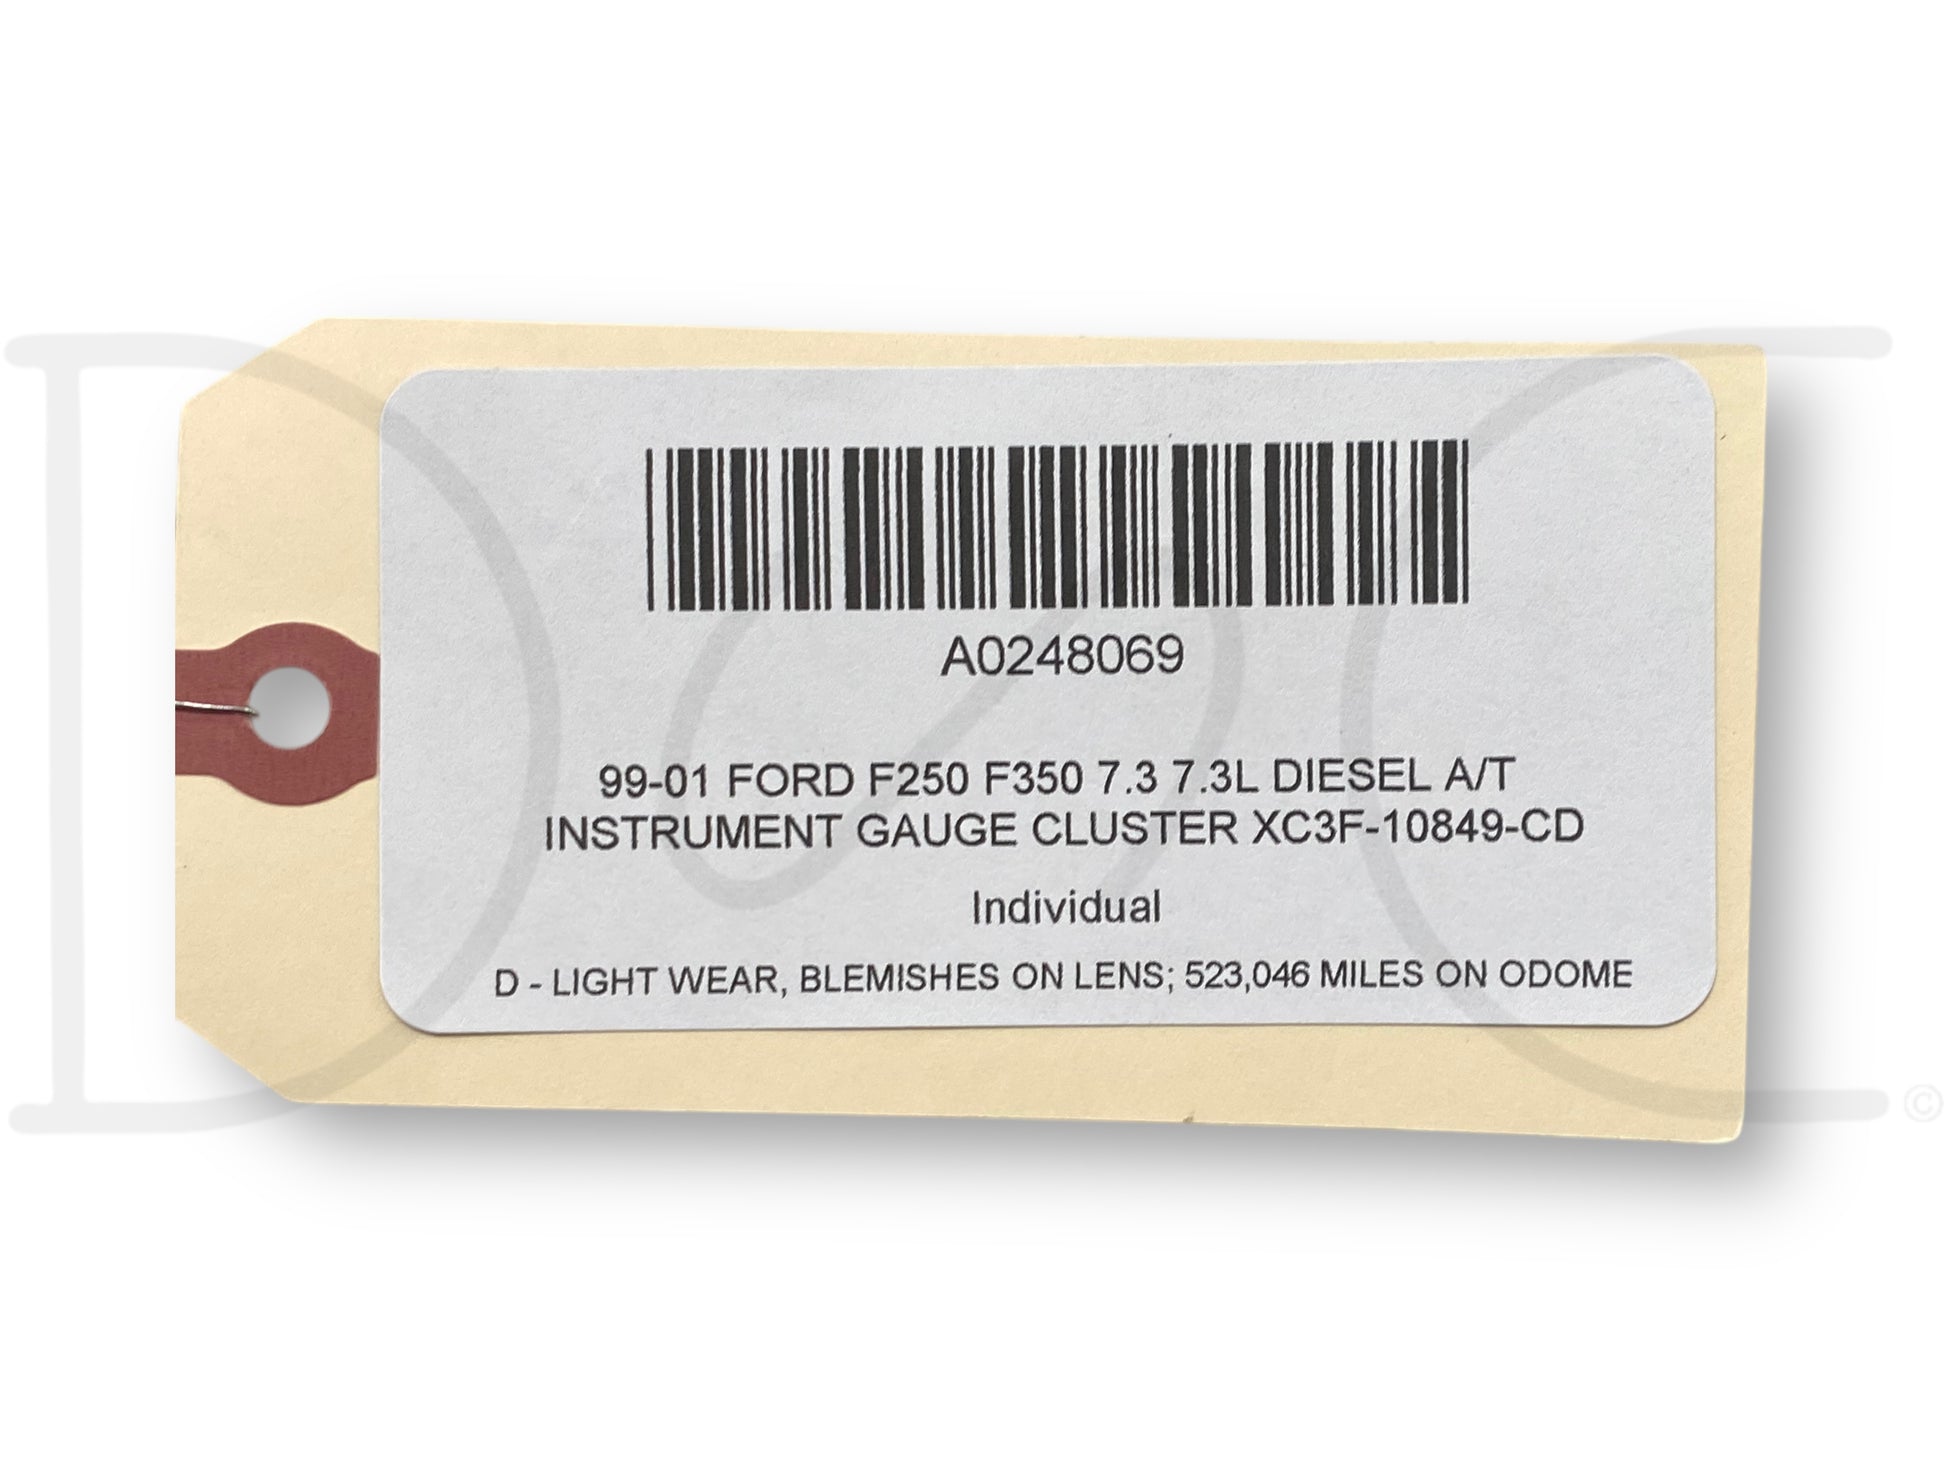 A0248069
99-01 FORD F250 F350 7.3 7.3L DIESEL A/T
INSTRUMENT GAUGE CLUSTER XC3F-10849-CD
Individual
D - LIGHT WEAR, BLEMISHES ON LENS; 523,046 MILES ON ODOME
©